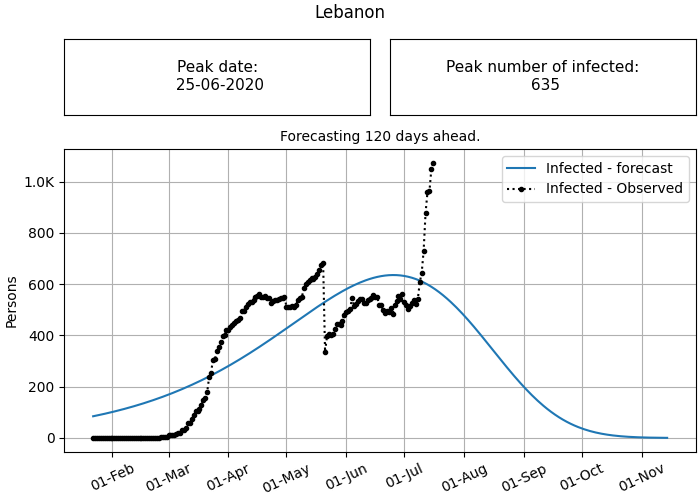 Lebanon
Peak date:
25-06-2020
Peak number of infected:
635
Forecasting 120 days ahead.
Infected - forecast
Infected - Observed
Persons
1.0K
800
600
400
200
0
01-Feb
01-Mar
01-Apr
01-May
01-Jun
01-Jul
01-Aug
01-Sep
01-Oct
01-Nov